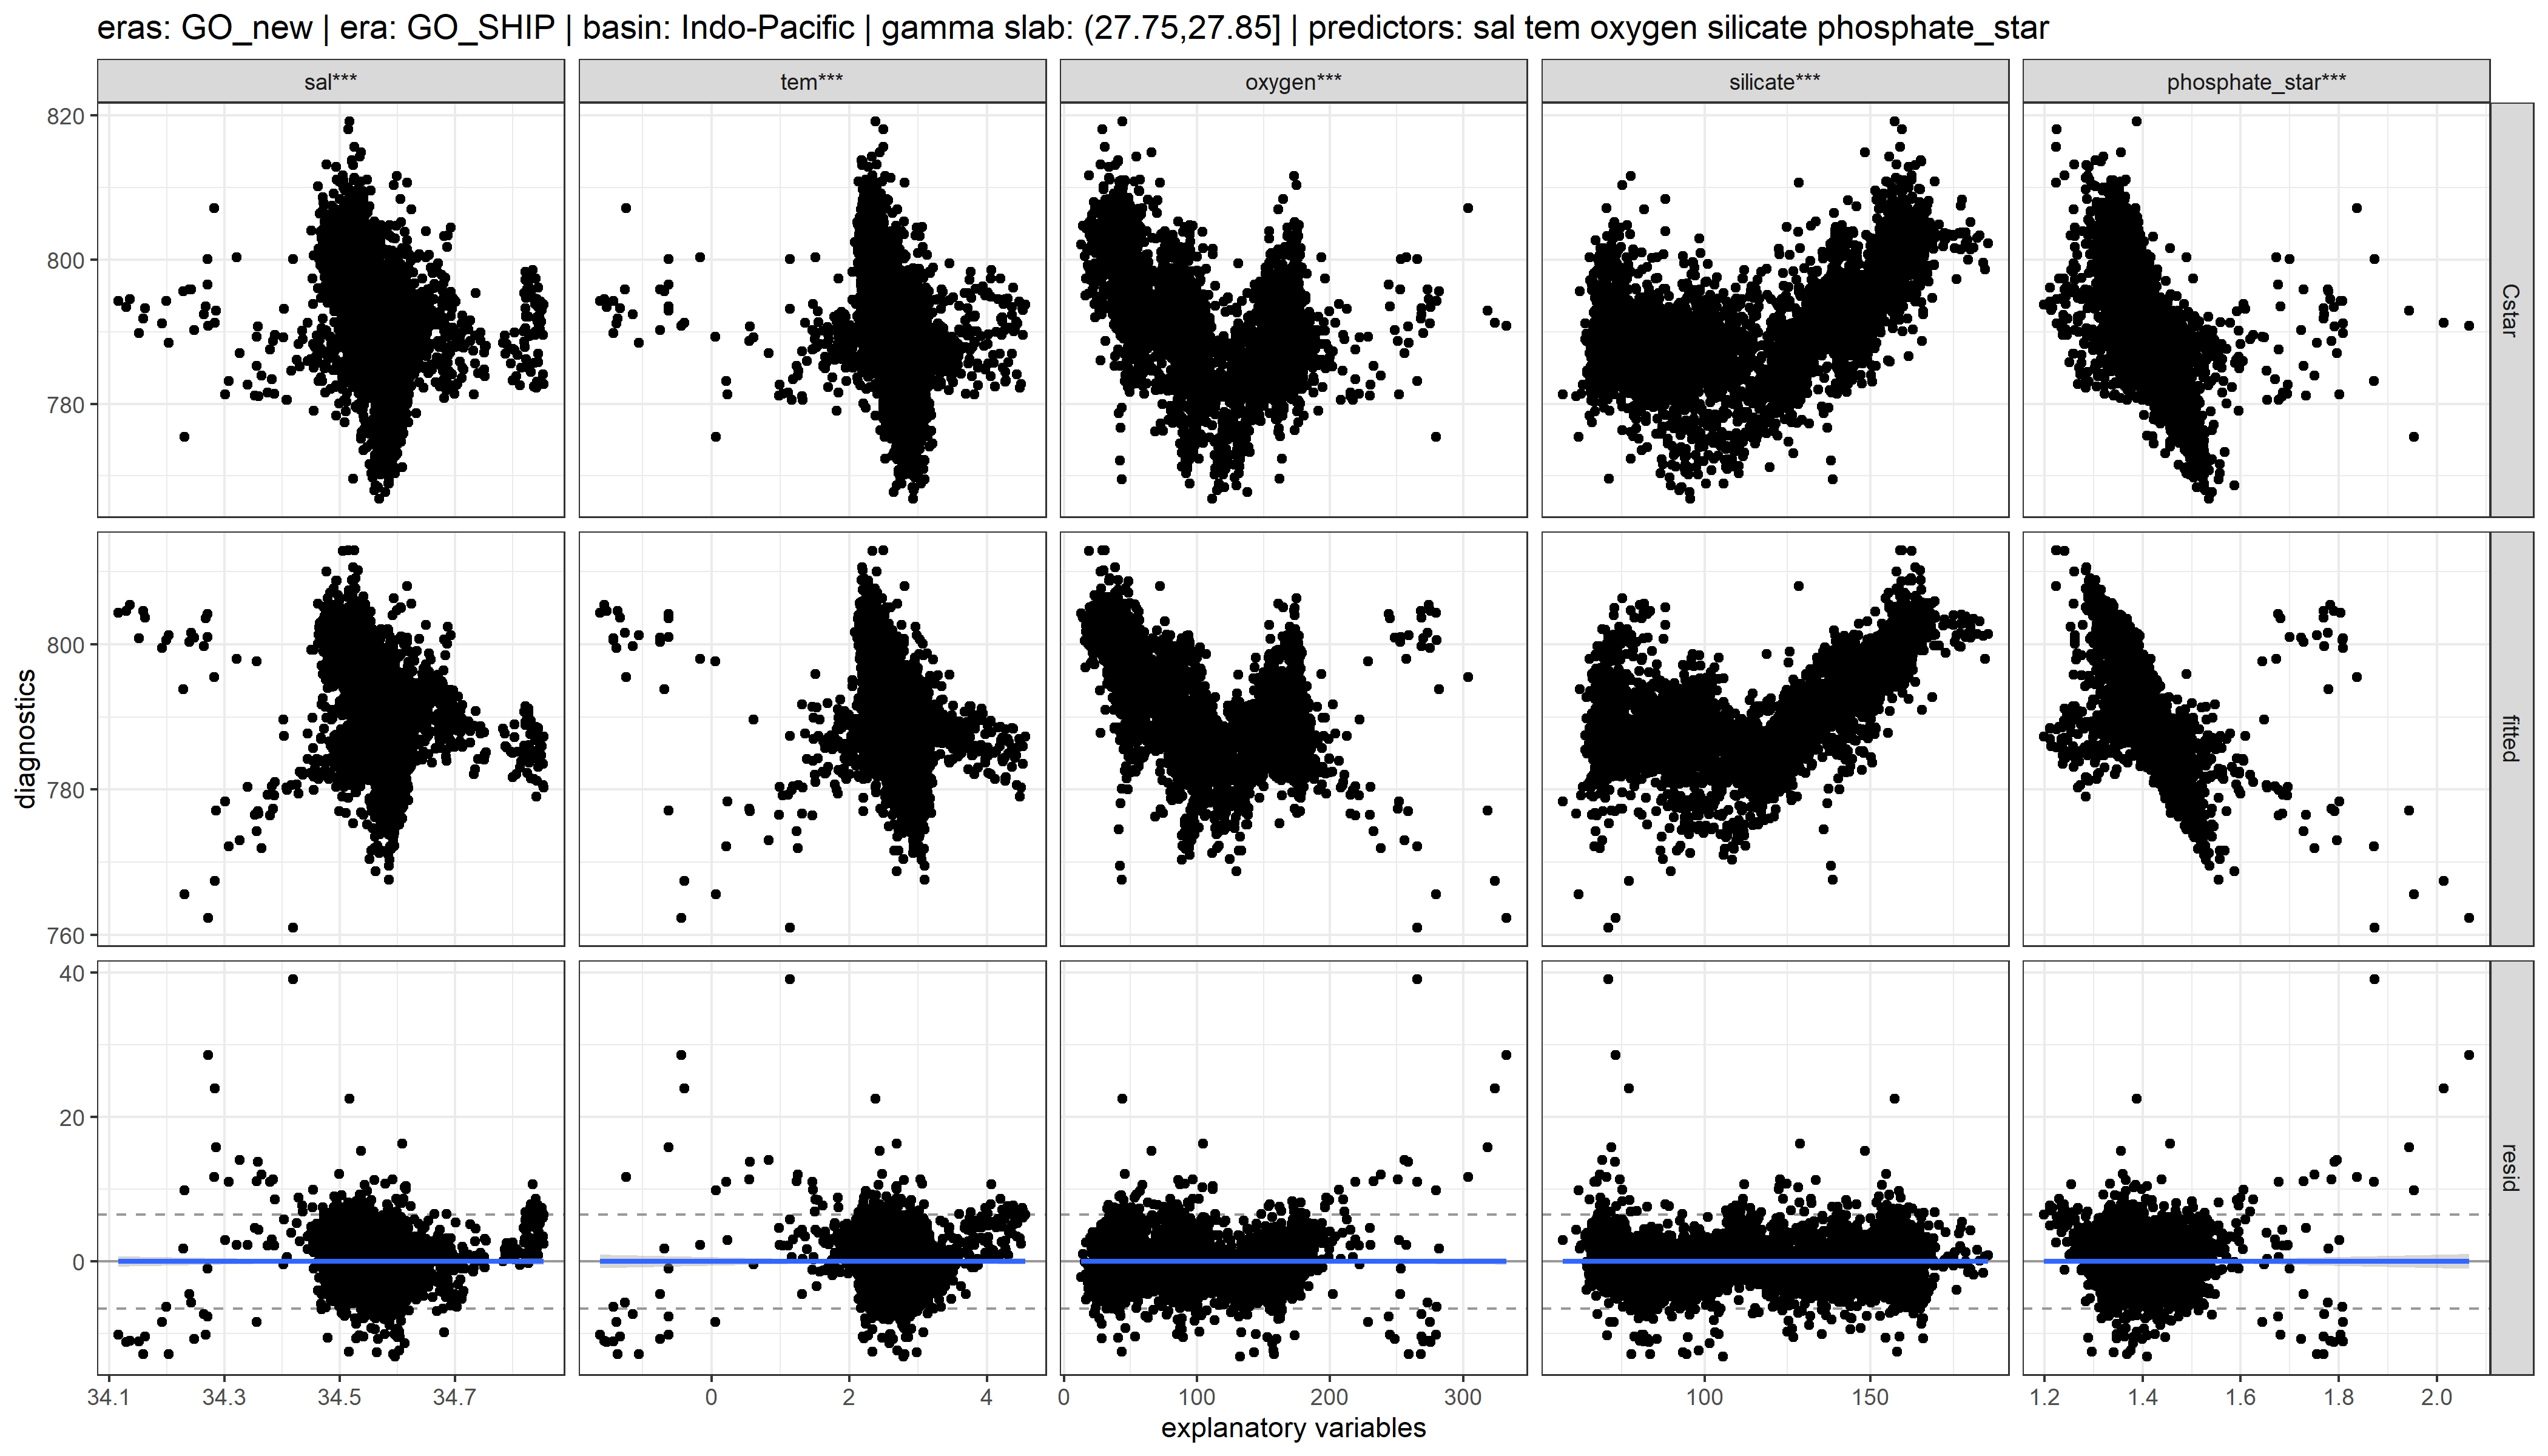 eras: GO_new | era: GO_SHIP | basin: Indo-Pacific | gamma slab: (27.75,27.85] | predictors: sal tem oxygen silicate phosphate_star
sal*** tem*** oxygen*** silicate*** phosphate_star***
820
800
780
Cstar
800
780
760
fitted
diagnostics
40
20
0
resid
34.1 34.3 34.5 34.7 0 2 4 0 100 200 300 100 150 1.2 1.4 1.6 1.8 2.0
explanatory variables